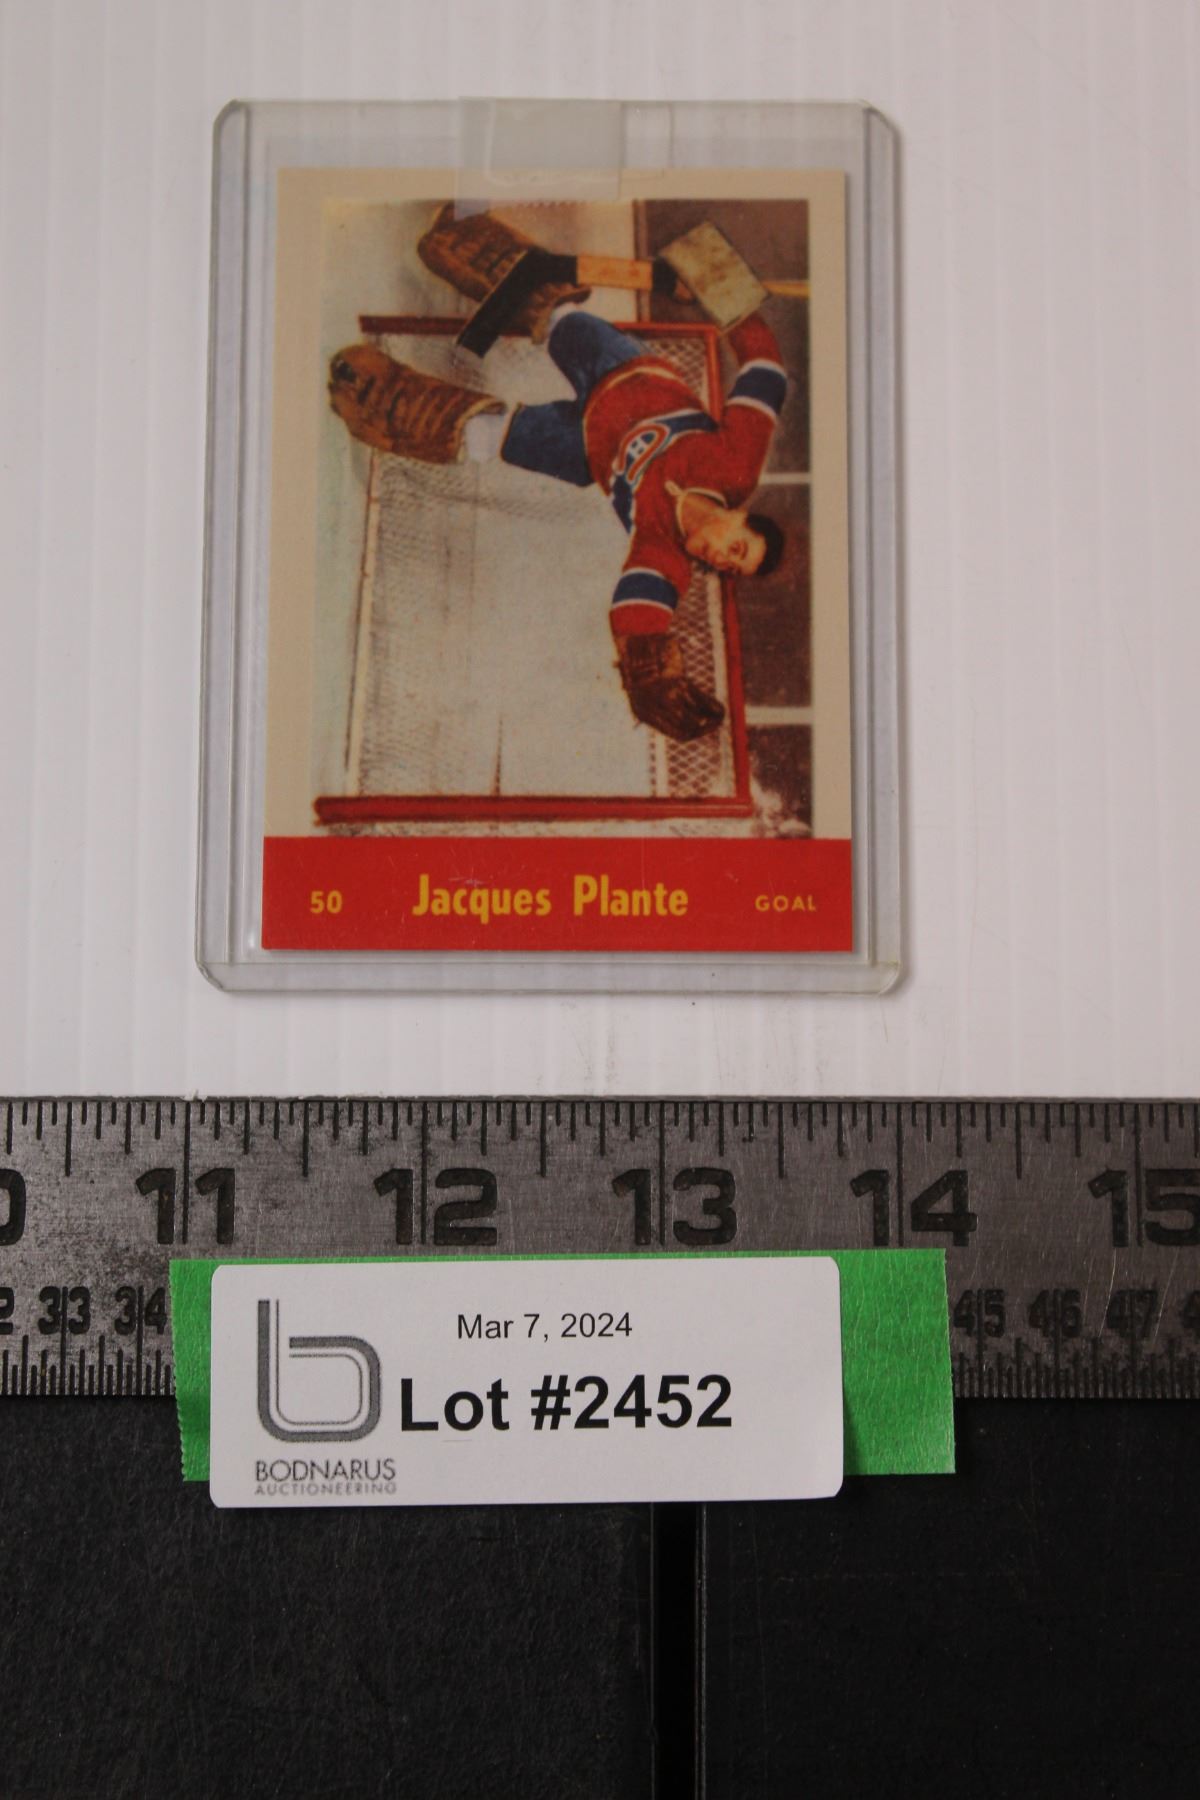 50 Jacques Plante GOAL
11 12 13 14 15
33 34 45 46 47
Mar 7, 2024
Lot #2452
BODNARUS
AUCTIONEERING